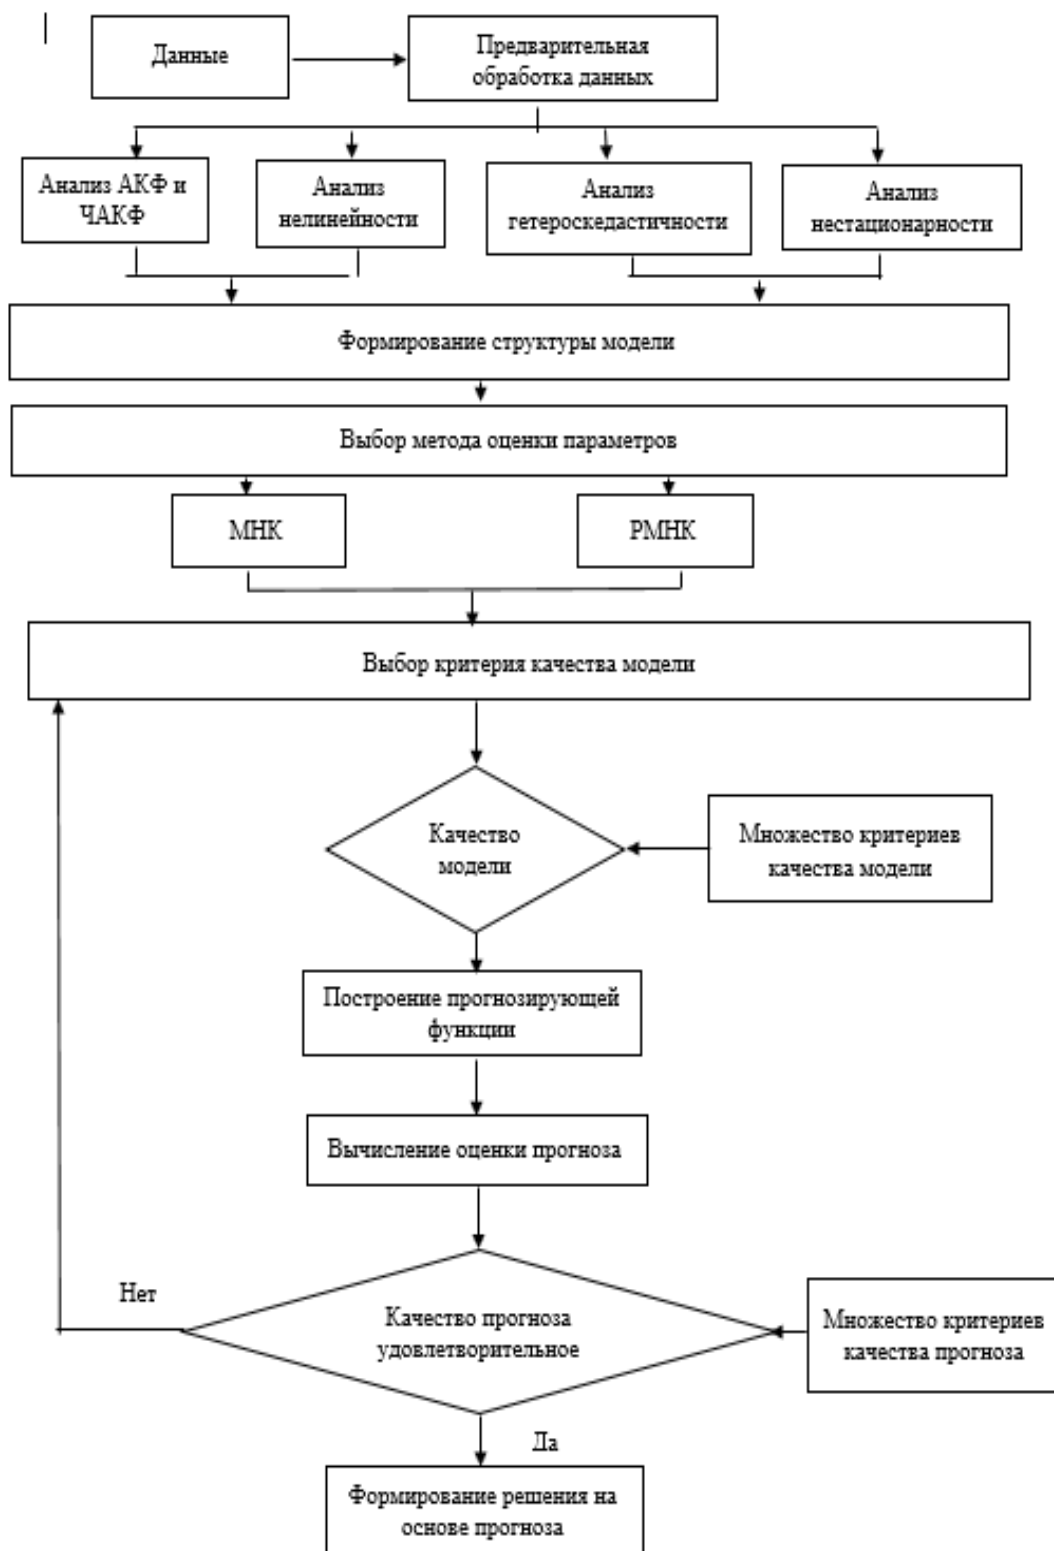 Данные
Предварительная
обработка данных
Анализ АКФ и
ЧАКФ
Анализ
нелинейности
Анализ
гетероскедастичности
Анализ
нестационарности
Формирование структуры модели
Выбор метода оценки параметров
МНК
РМНК
Выбор критерия качества модели
Качество
модели
Множество критериев
качества модели
Построение прогнозирующей
функции
Вычисление оценки прогноза
Нет
Качество прогноза
удовлетворительное
Множество критериев
качества прогноза
Да
Формирование решения на
основе прогноза